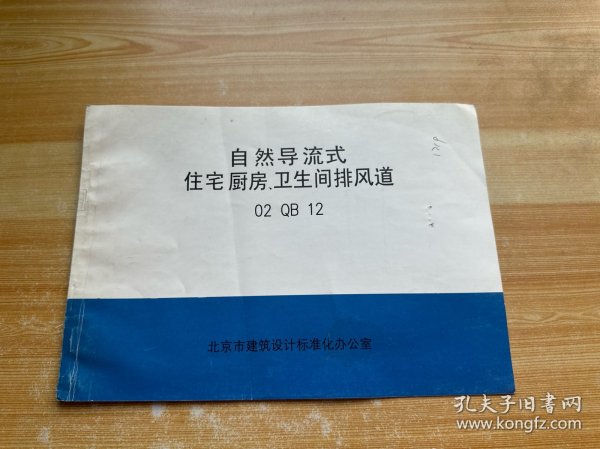 自然导流式
住宅厨房、卫生间排风道
02 QB 12
北京市建筑设计标准化办公室
孔夫子旧书网
www.kongfz.com